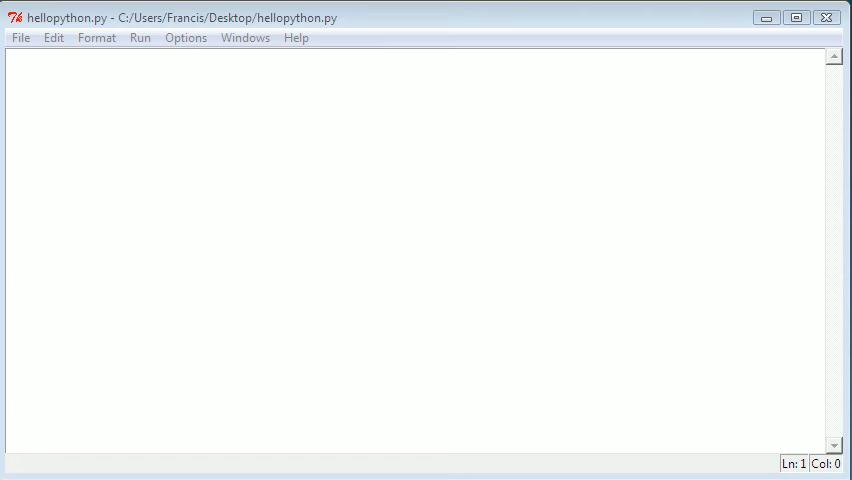 hellopython.py - C:/Users/Francis/Desktop/hellopython.py
File Edit Format Run Options Windows Help
Ln: 1 Col: 0